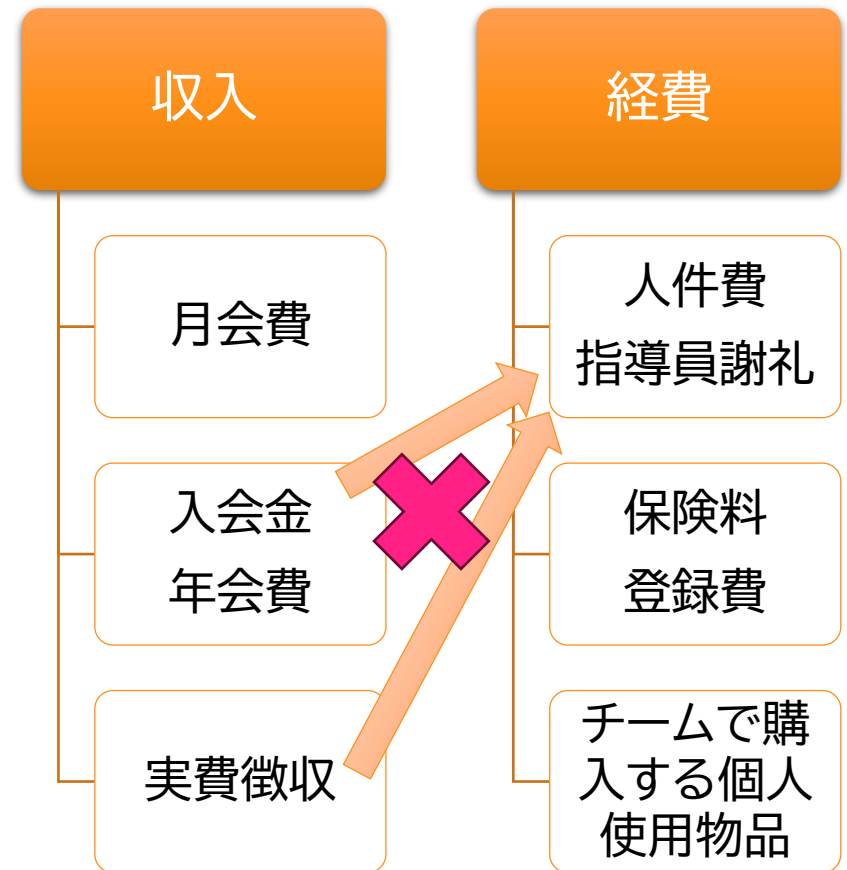 収入
月会費
入会金
年会費
実費徴収
経費
人件費
指導員謝礼
保険料
登録費
チームで購
入する個人
使用物品